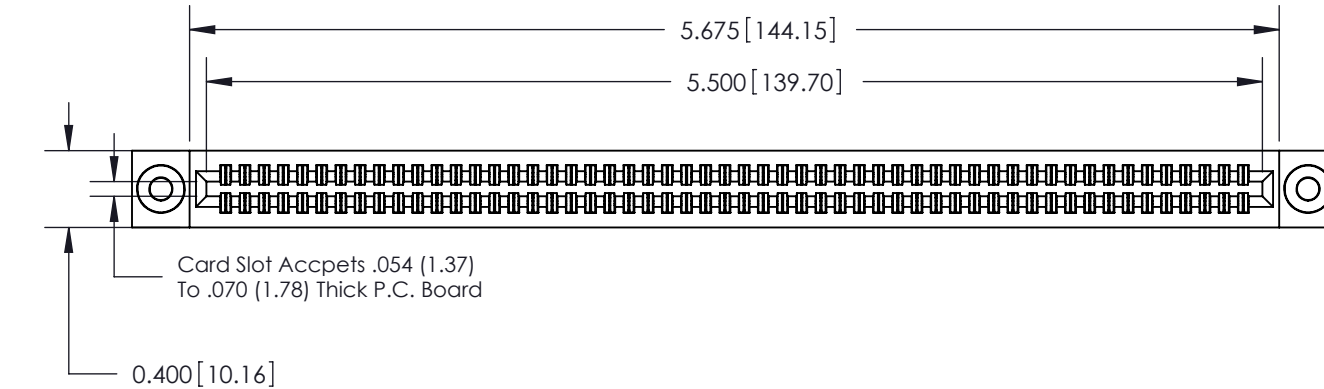 5.675[144.15]
5.500[139.70]
Card Slot Accpets .054 (1.37)
To .070 (1.78) Thick P.C. Board
0.400[10.16]